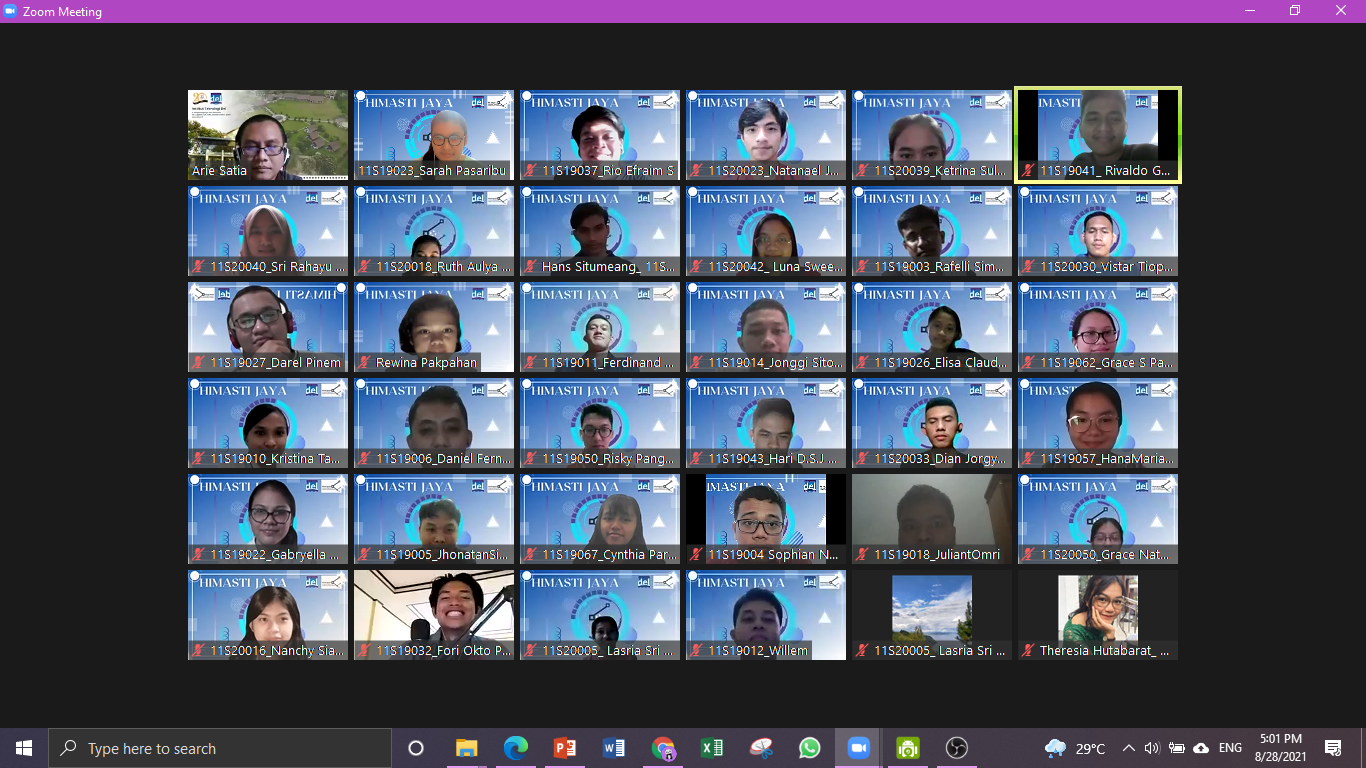 Zoom Meeting
HIMASTI JAYA
HIMASTI JAYA
HIMASTI JAYA
HIMASTI JAYA
HIMASTI JAYA
del
Arie Satia
11S19023_Sarah Pasaribu
11S19037_Rio Efraim S
11S20023_Natanael J...
11S20039_Ketrina Sul...
11S19041_ Rivaldo G...
HIMASTI JAYA
HIMASTI JAYA
HIMASTI JAYA
HIMASTI JAYA
HIMASTI JAYA
HIMASTI JAYA
11S20040_Sri Rahayu ...
11S20018_Ruth Aulya ...
Hans Situmeang_ 11S...
11S20042_ Luna Swee...
11S19003_Rafelli Sim...
11S20030_Vistar Tiop...
HIMASTI
HIMASTI JAYA
HIMASTI JAYA
HIMASTI JAYA
HIMASTI JAYA
HIMASTI JAYA
11S19027_Darel Pinem
Rewina Pakpahan
11S19011_Ferdinand ...
11S19014_Jonggi Sito...
11S19026_Elisa Claud...
11S19062_Grace S Pa...
HIMASTI JAYA
HIMASTI JAYA
HIMASTI JAYA
HIMASTI JAYA
HIMASTI JAYA
HIMASTI JAYA
11S19010_Kristina Ta...
11S19006_Daniel Fern...
11S19050_Risky Pang...
11S19043_Hari D.S.J ...
11S20033_Dian Jorgy...
11S19057_HanaMaria...
HIMASTI JAYA
HIMASTI JAYA
HIMASTI JAYA
IMASTI JAYA
HIMASTI JAYA
11S19022_Gabryella ...
11S19005_JhonatanSi...
11S19067_Cynthia Par...
11S19004 Sophian N...
11S19018_JuliantOmri
11S20050_Grace Nat...
HIMASTI JAYA
HIMASTI JAYA
HIMASTI JAYA
11S20016_Nanchy Sia...
11S19032_Fori Okto P...
11S20005_ Lasria Sri ...
11S19012_Willem
11S20005_ Lasria Sri ...
Theresia Hutabarat_ ...
Type here to search
29°C
ENG
5:01 PM
8/28/2021